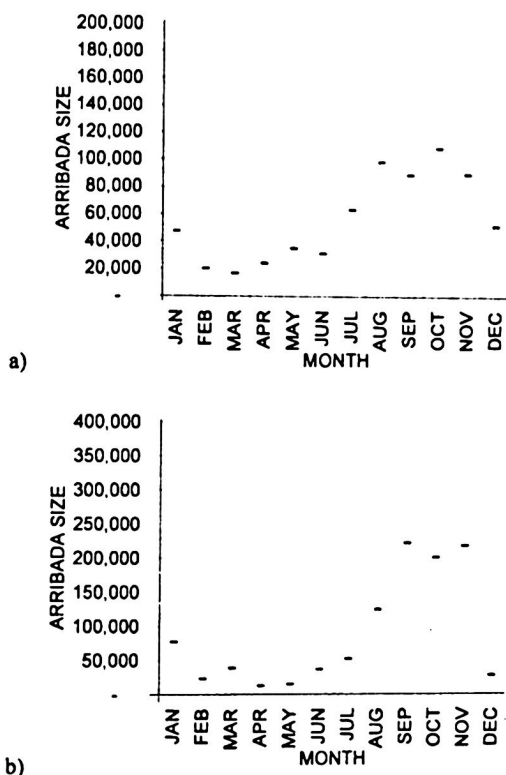 200,000
180,000
160,000
140,000
120,000
100,000
80,000
60,000
40,000
20,000
-
ARRIBADA SIZE
JAN
FEB
MAR
APR
MAY
JUN
JUL
AUG
SEP
OCT
NOV
DEC
MONTH
a)
400,000
350,000
300,000
250,000
200,000
150,000
100,000
50,000
-
ARRIBADA SIZE
JAN
FEB
MAR
APR
MAY
JUN
JUL
AUG
SEP
OCT
NOV
DEC
MONTH
b)